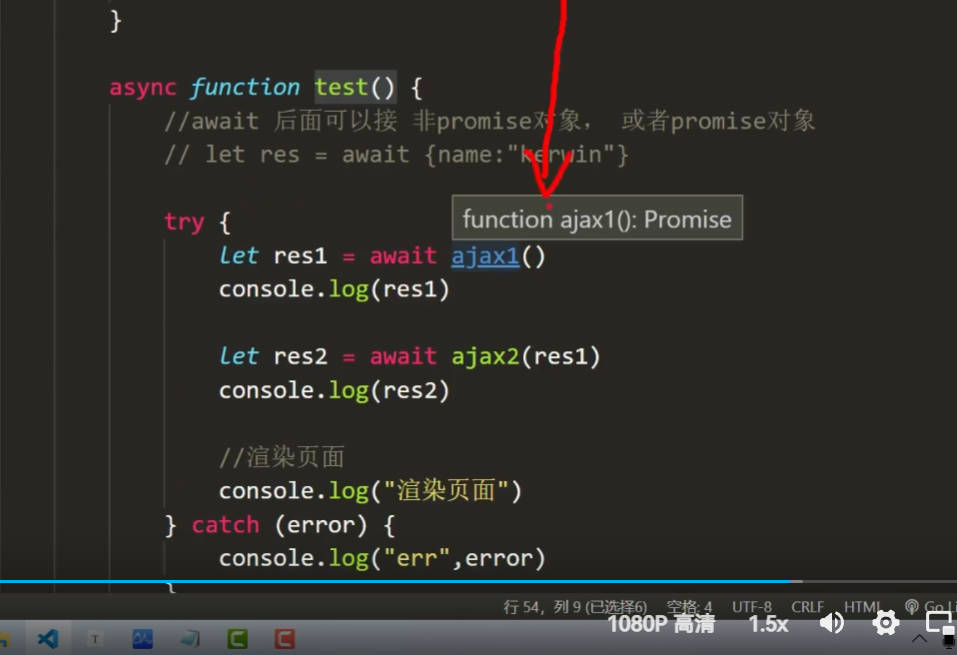 }
async function test() {
//await 后面可以接 非promise对象， 或者promise对象
// let res = await {name:"kerwin"}
function ajax1(): Promise
try {
let res1 = await ajax1()
console.log(res1)
let res2 = await ajax2(res1)
console.log(res2)
//渲染页面
console.log("渲染页面")
} catch (error) {
console.log("err",error)
行 54，列 9 (已选择6) 空格: 4 UTF-8 CRLF HTML Go Li
1080P 高清 1.5x
T
C C